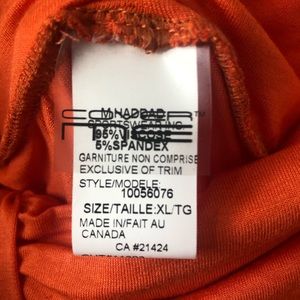 M.HADDAD
SPORTSWEAR INC.
95% VISCOSE
5%SPANDEX
GARNITURE NON COMPRISE
EXCLUSIVE OF TRIM
STYLE/MODELE:
10056076
SIZE/TAILLE:XL/TG
MADE IN/FAIT AU
CANADA
CA #21424